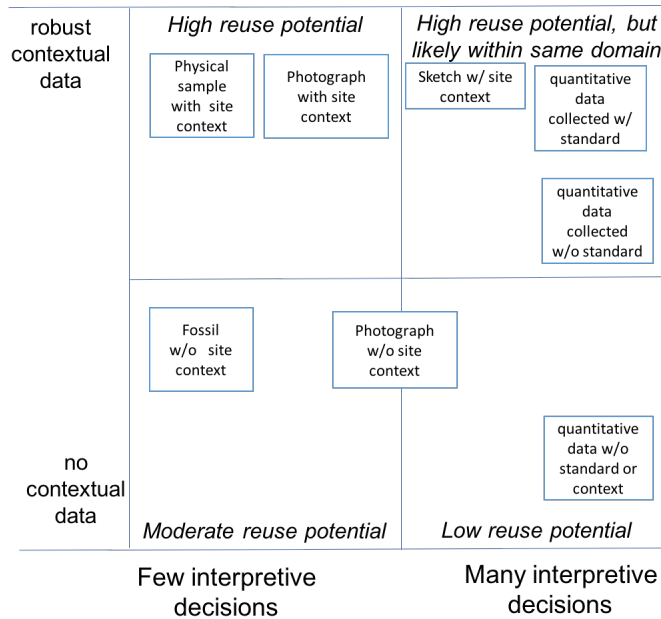 robust
contextual
data
High reuse potential
High reuse potential, but
likely within same domain
Physical
sample
with site
context
Photograph
with site
context
Sketch w/ site
context
quantitative
data
collected w/
standard
quantitative
data
collected
w/o standard
Fossil
w/o site
context
Photograph
w/o site
context
quantitative
data w/o
standard or
context
no
contextual
data
Moderate reuse potential
Low reuse potential
Few interpretive
decisions
Many interpretive
decisions